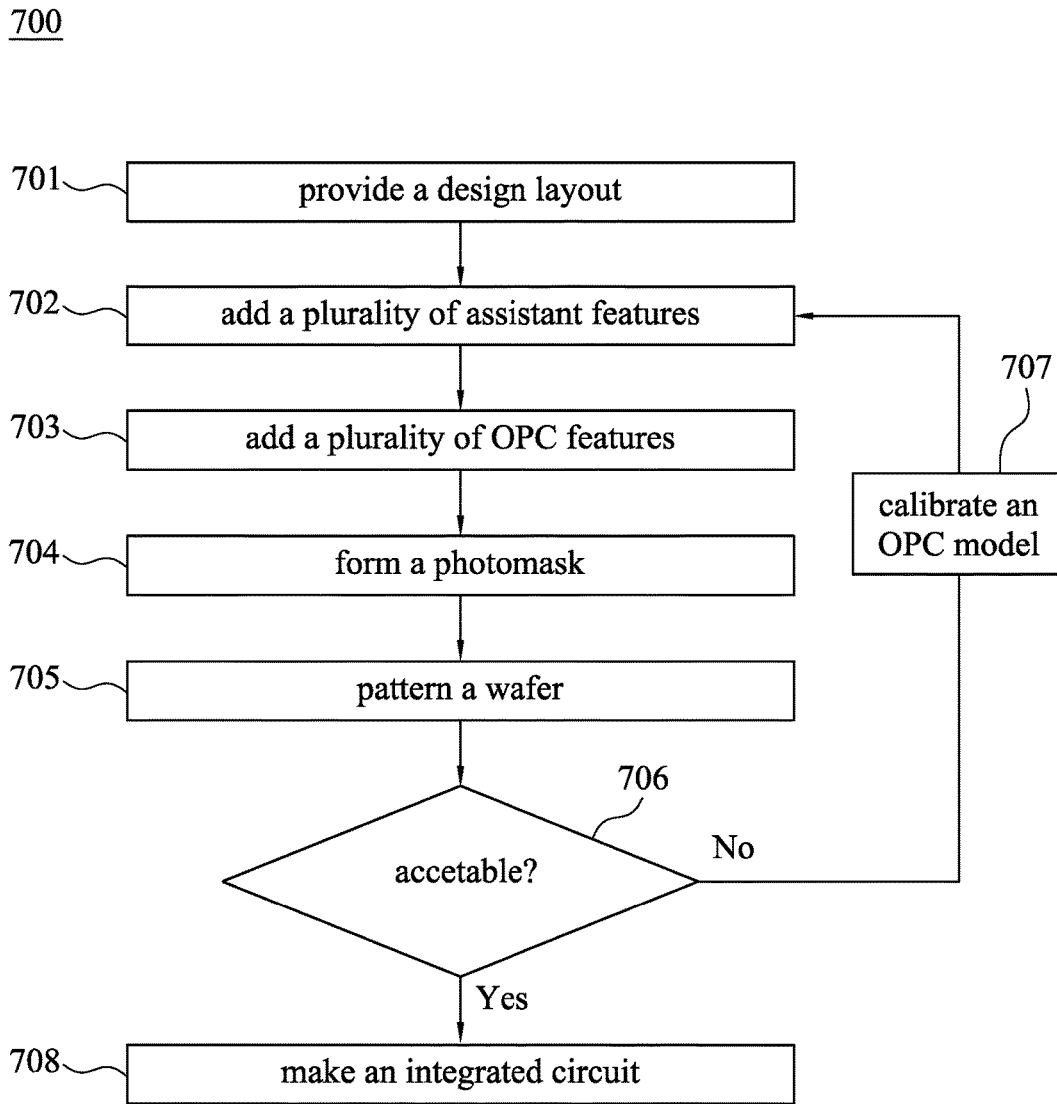 700
701
provide a design layout
702
add a plurality of assistant features
707
703
add a plurality of OPC features
calibrate an
OPC model
704
form a photomask
705
pattern a wafer
706
No
accetable?
Yes
708
make an integrated circuit